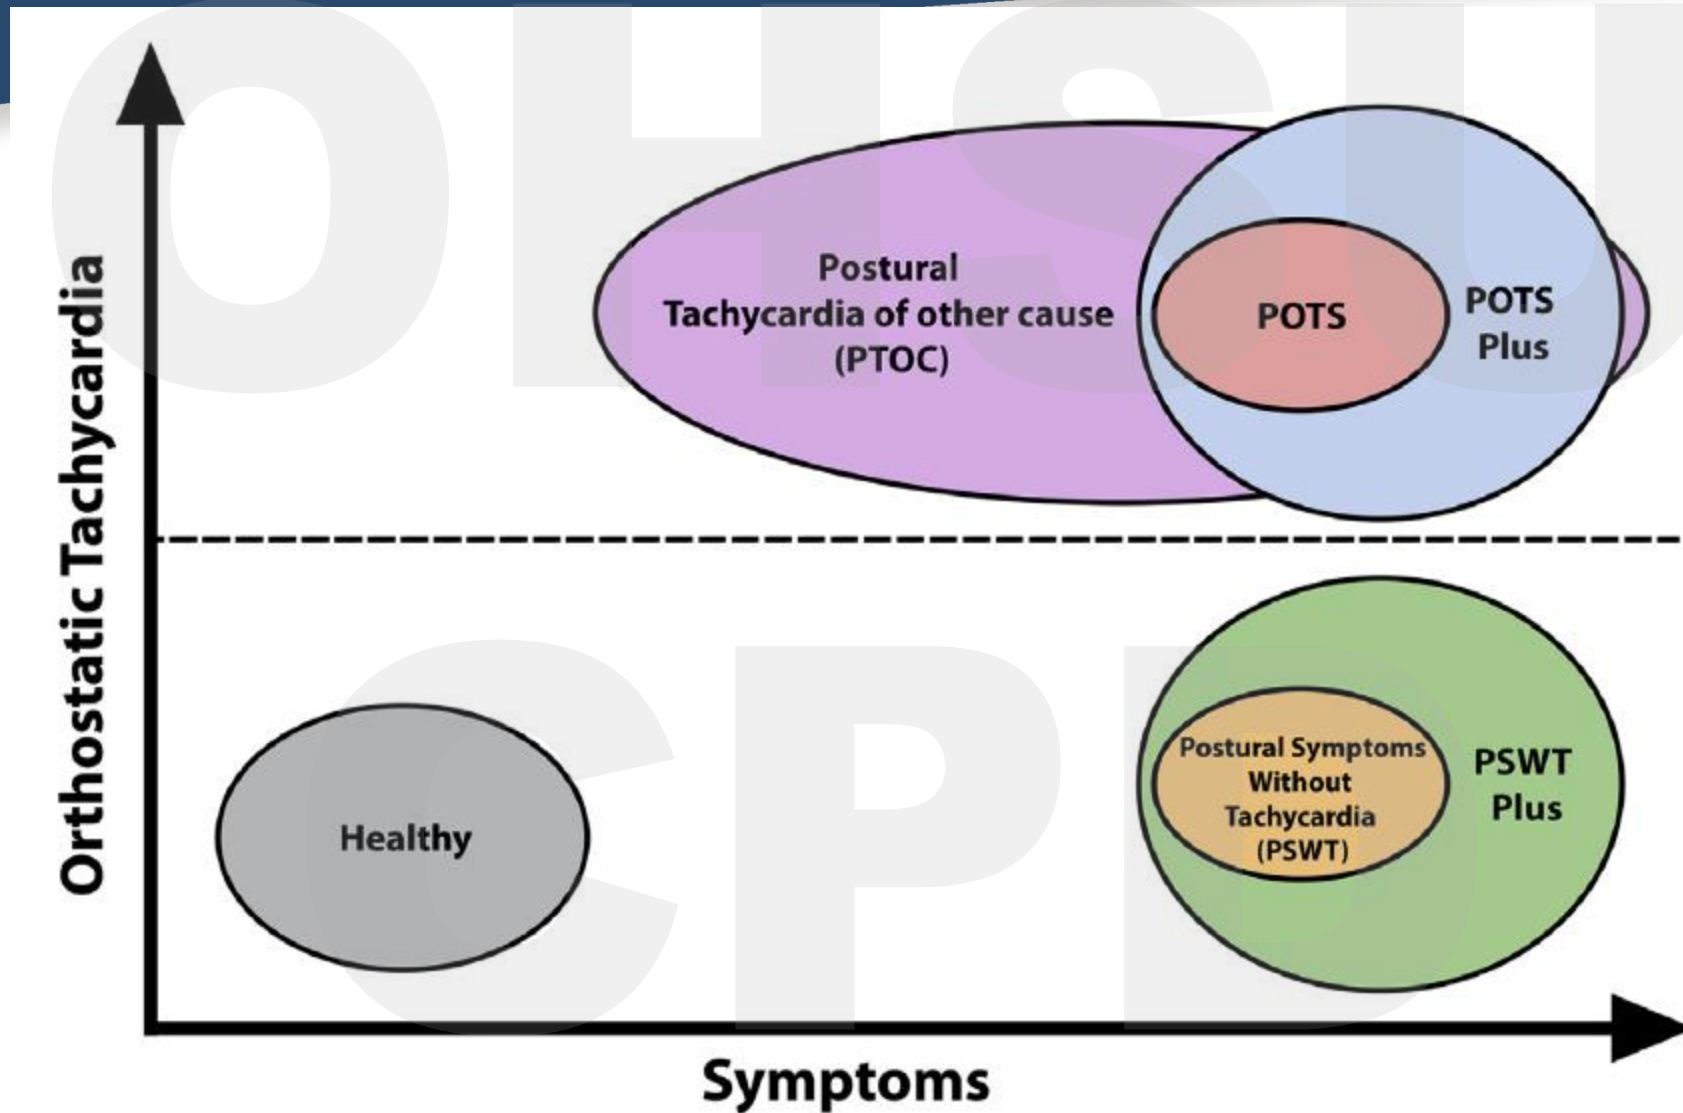 OHSU
CPD
Orthostatic Tachycardia
Postural
Tachycardia of other cause
(PTOC)
POTS
POTS
Plus
Healthy
Postural Symptoms
Without
Tachycardia
(PSWT)
PSWT
Plus
Symptoms